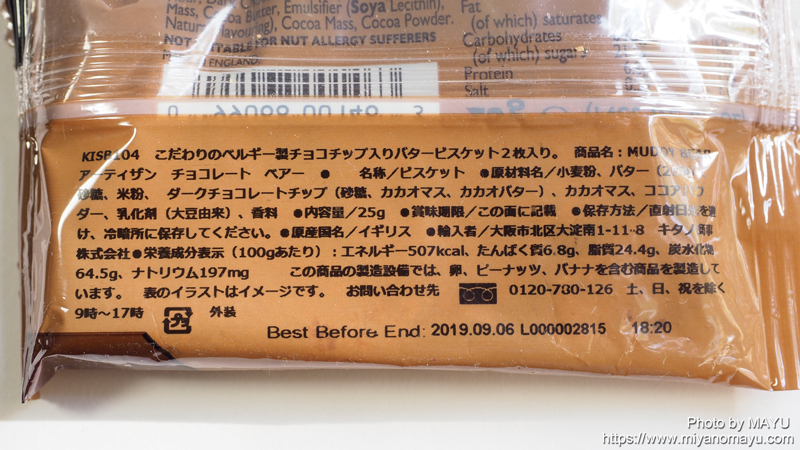 Mass, Cocoa Butter, Emulsifier (Soya Lecithin),
Cocoa Mass, Cocoa Powder.
NOT SUITABLE FOR NUT ALLERGY SUFFERERS
ENGLAND
Fat
(of which) saturates
Carbohydrates
(of which) sugars
Protein
Salt
KISB104 こだわりのベルギー製チョコチップ入りバタービスケット2枚入り。 商品名：MUDDY BEAR
アーティザン チョコレート ベアー ● 名称／ビスケット ●原材料名／小麦粉、バター
砂糖、米粉、 ダークチョコレートチップ（砂糖、カカオマス、カカオバター）、カカオマス、ココアパウ
ダー、乳化剤（大豆由来）、香料 ●内容量／25g ●賞味期限／この面に記載 ●保存方法／直射日光を避
け、冷暗所に保存してください。●原産国名／イギリス ●輸入者／大阪市北区大淀南1-11-8 キタノ商事
株式会社●栄養成分表示（100gあたり）：エネルギー507kcal、たんぱく質6.8g、脂質24.4g、炭水化物
64.5g、ナトリウム197mg この商品の製造設備では、卵、ピーナッツ、バナナを含む商品を製造して
います。 表のイラストはイメージです。 お問い合わせ先 0120-780-126 土、日、祝を除く
9時〜17時 プラ 外装
Best Before End: 2019.09.06 L000002815 18:20
Photo by MAYU
https://www.miyanomayu.com/